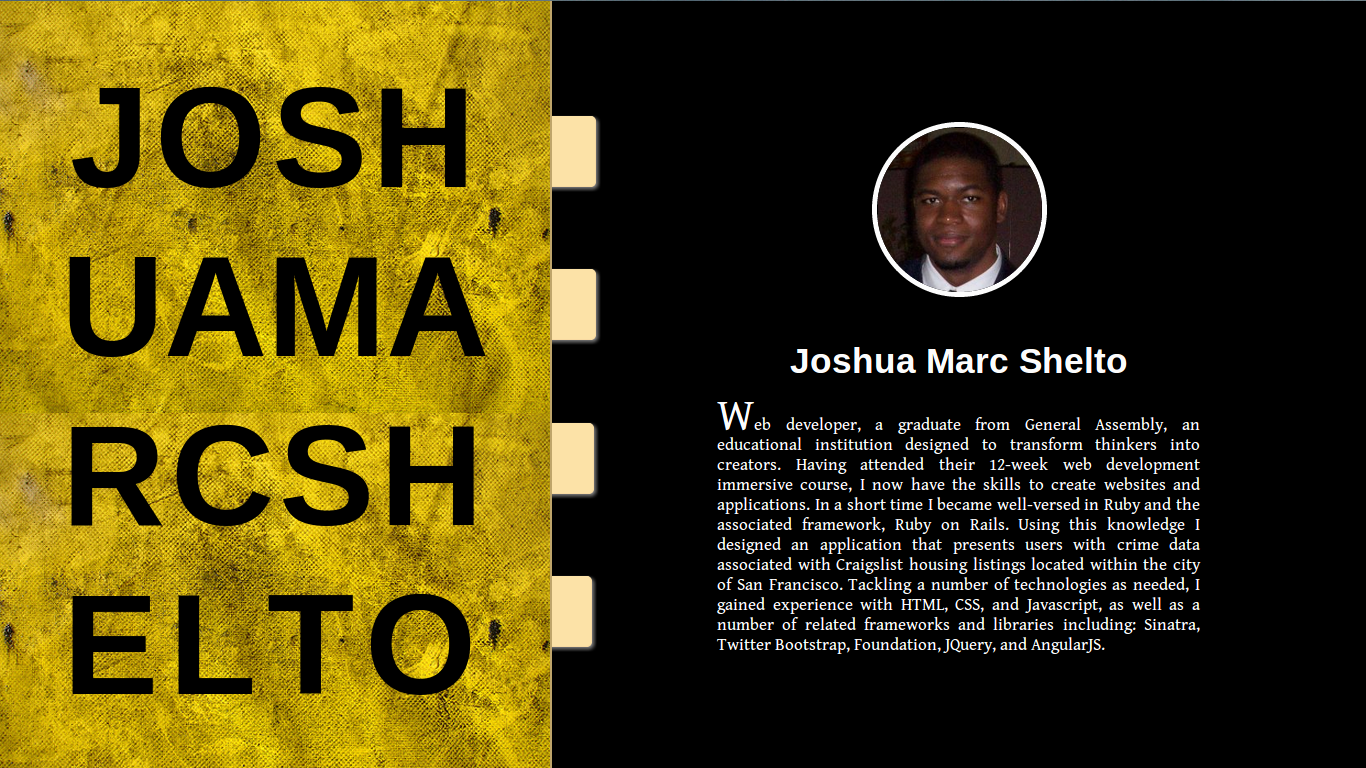 JOSH
UAMA
RCSH
ELTO
Joshua Marc Shelto
Web developer, a graduate from General Assembly, an
educational institution designed to transform thinkers into
creators. Having attended their 12-week web development
immersive course, I now have the skills to create websites and
applications. In a short time I became well-versed in Ruby and the
associated framework, Ruby on Rails. Using this knowledge I
designed an application that presents users with crime data
associated with Craigslist housing listings located within the city
of San Francisco. Tackling a number of technologies as needed, I
gained experience with HTML, CSS, and Javascript, as well as a
number of related frameworks and libraries including: Sinatra,
Twitter Bootstrap, Foundation, JQuery, and AngularJS.